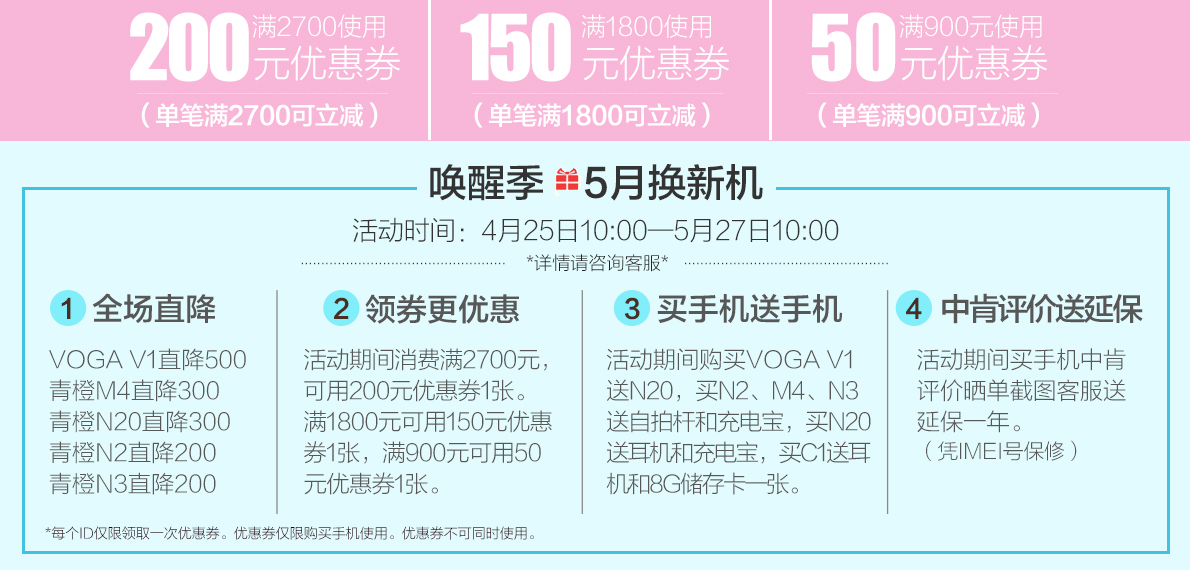 200 满2700使用
元优惠券
（单笔满2700可立减）
150 满1800使用
元优惠券
（单笔满1800可立减）
50 满900元使用
元优惠券
（单笔满900可立减）
唤醒季 5月换新机
活动时间：4月25日10:00—5月27日10:00
*详情请咨询客服*
1 全场直降
VOGA V1直降500
青橙M4直降300
青橙N20直降300
青橙N2直降200
青橙N3直降200
2 领券更优惠
活动期间消费满2700元，
可用200元优惠券1张。
满1800元可用150元优惠
券1张，满900元可用50
元优惠券1张。
3 买手机送手机
活动期间购买VOGA V1
送N20，买N2、M4、N3
送自拍杆和充电宝，买N20
送耳机和充电宝，买C1送耳
机和8G储存卡一张。
4 中肯评价送延保
活动期间买手机中肯
评价晒单截图客服送
延保一年。
（凭IMEI号保修）
*每个ID仅限领取一次优惠券。优惠券仅限购买手机使用。优惠券不可同时使用。